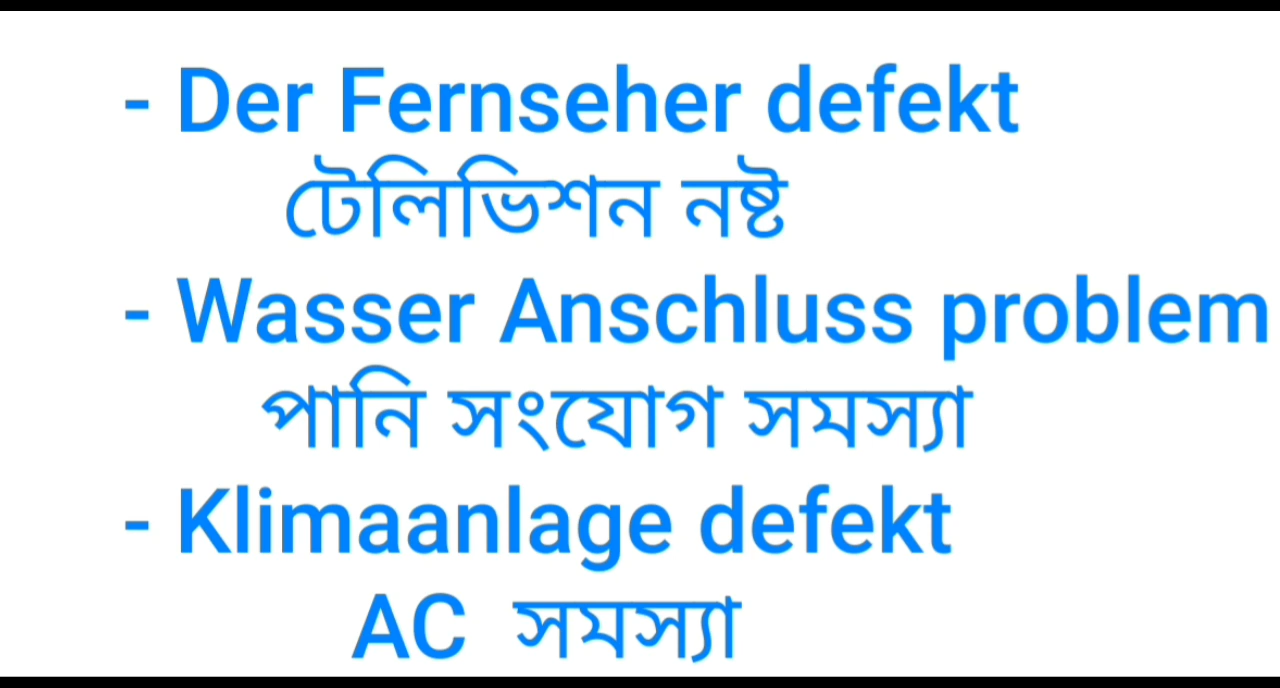 - Der Fernseher defekt
টেলিভিশন নষ্ট
- Wasser Anschluss problem
পানি সংযোগ সমস্যা
- Klimaanlage defekt
AC সমস্যা